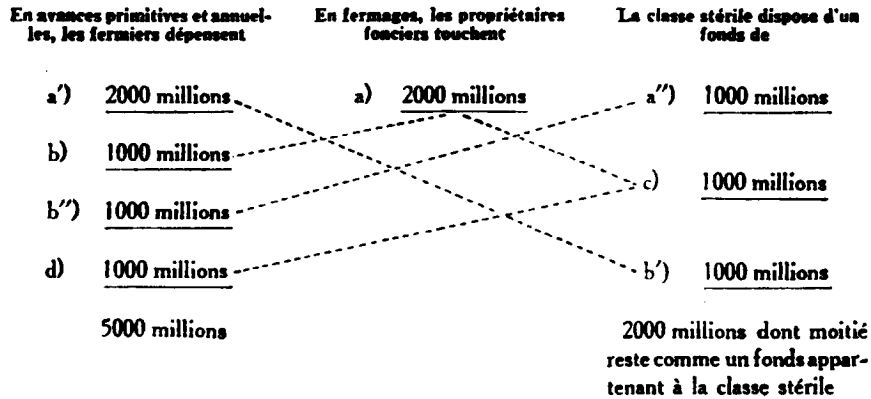 En avances primitives et annuel-
les, les fermiers dépensent
En fermages, les propriétaires
fonciers touchent
La classe stérile dispose d'un
fonds de
a′) 2000 millions
a) 2000 millions
a″) 1000 millions
b) 1000 millions
c) 1000 millions
b″) 1000 millions
d) 1000 millions
b′) 1000 millions
5000 millions
2000 millions dont moitié
reste comme un fonds appar-
tenant à la classe stérile